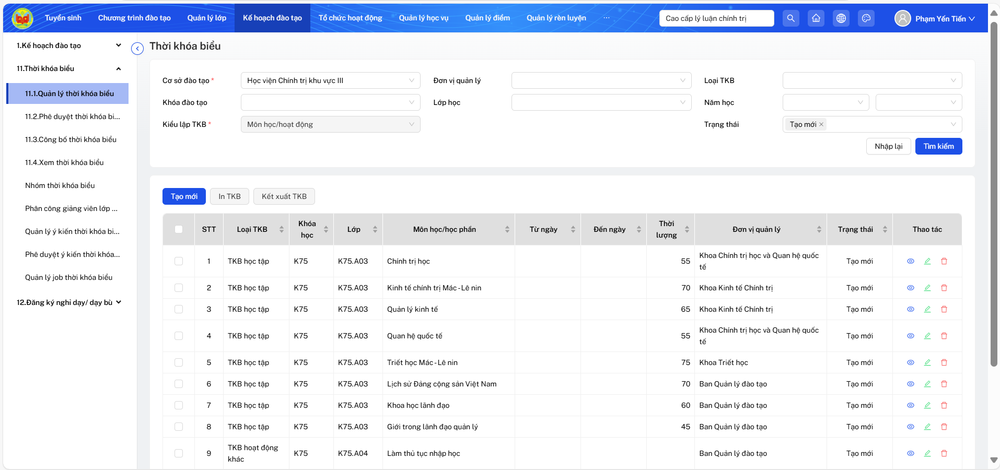 Tuyển sinh Chương trình đào tạo Quản lý lớp Kế hoạch đào tạo Tổ chức hoạt động Quản lý học vụ Quản lý điểm Quản lý rèn luyện ··· Cao cấp lý luận chính trị Phạm Yến Tiến
1.Kế hoạch đào tạo
11.Thời khóa biểu
11.1.Quản lý thời khóa biểu
11.2.Phê duyệt thời khóa bi...
11.3.Công bố thời khóa biểu
11.4.Xem thời khóa biểu
Nhóm thời khóa biểu
Phân công giảng viên lớp ...
Quản lý ý kiến thời khóa bi...
Phê duyệt ý kiến thời khóa...
Quản lý job thời khóa biểu
12.Đăng ký nghỉ dạy/ dạy bù
Thời khóa biểu
Cơ sở đào tạo * Học viện Chính trị khu vực III Đơn vị quản lý Loại TKB
Khóa đào tạo Lớp học Năm học
Kiểu lập TKB * Môn học/hoạt động Trạng thái Tạo mới
Nhập lại Tìm kiếm
Tạo mới In TKB Kết xuất TKB
STT Loại TKB Khóa học Lớp Môn học/học phần Từ ngày Đến ngày Thời lượng Đơn vị quản lý Trạng thái Thao tác
1 TKB học tập K75 K75.A03 Chính trị học 55 Khoa Chính trị học và Quan hệ quốc tế Tạo mới
2 TKB học tập K75 K75.A03 Kinh tế chính trị Mác - Lê nin 70 Khoa Kinh tế Chính trị Tạo mới
3 TKB học tập K75 K75.A03 Quản lý kinh tế 65 Khoa Kinh tế Chính trị Tạo mới
4 TKB học tập K75 K75.A03 Quan hệ quốc tế 55 Khoa Chính trị học và Quan hệ quốc tế Tạo mới
5 TKB học tập K75 K75.A03 Triết học Mác - Lê nin 75 Khoa Triết học Tạo mới
6 TKB học tập K75 K75.A03 Lịch sử Đảng cộng sản Việt Nam 70 Ban Quản lý đào tạo Tạo mới
7 TKB học tập K75 K75.A03 Khoa học lãnh đạo 60 Ban Quản lý đào tạo Tạo mới
8 TKB học tập K75 K75.A03 Giới trong lãnh đạo quản lý 45 Ban Quản lý đào tạo Tạo mới
9 TKB hoạt động khác K75 K75.A04 Làm thủ tục nhập học Ban Quản lý đào tạo Tạo mới